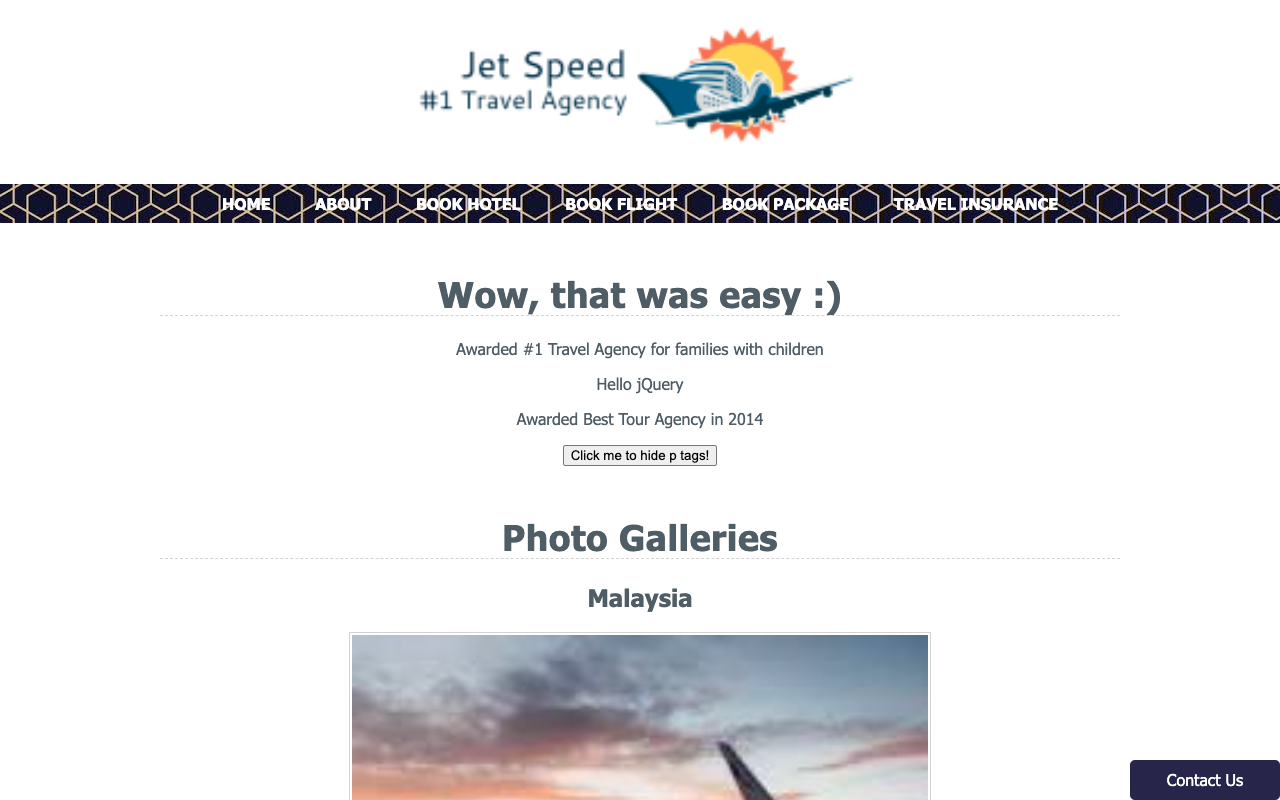 Jet Speed
#1 Travel Agency
HOME ABOUT BOOK HOTEL BOOK FLIGHT BOOK PACKAGE TRAVEL INSURANCE
Wow, that was easy :)
Awarded #1 Travel Agency for families with children
Hello jQuery
Awarded Best Tour Agency in 2014
Click me to hide p tags!
Photo Galleries
Malaysia
Contact Us